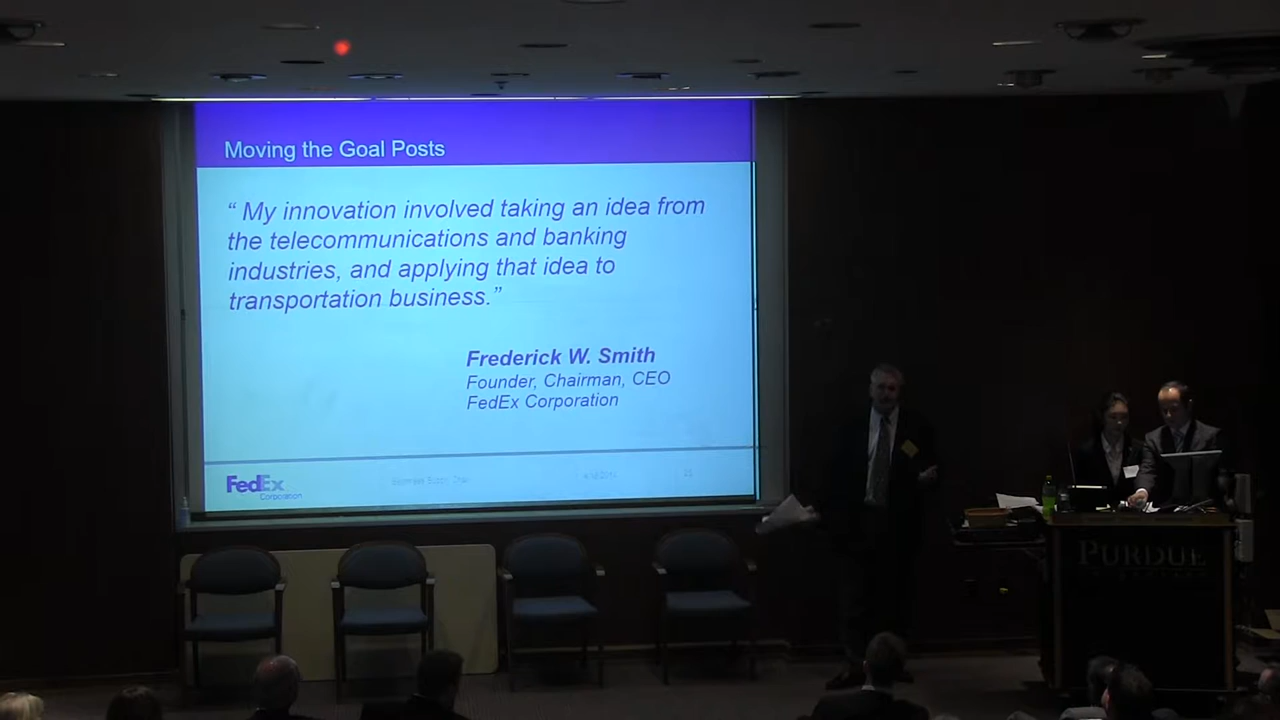 Moving the Goal Posts
“ My innovation involved taking an idea from
the telecommunications and banking
industries, and applying that idea to
transportation business.”
Frederick W. Smith
Founder, Chairman, CEO
FedEx Corporation
FedEx
Corporation
PURDUE